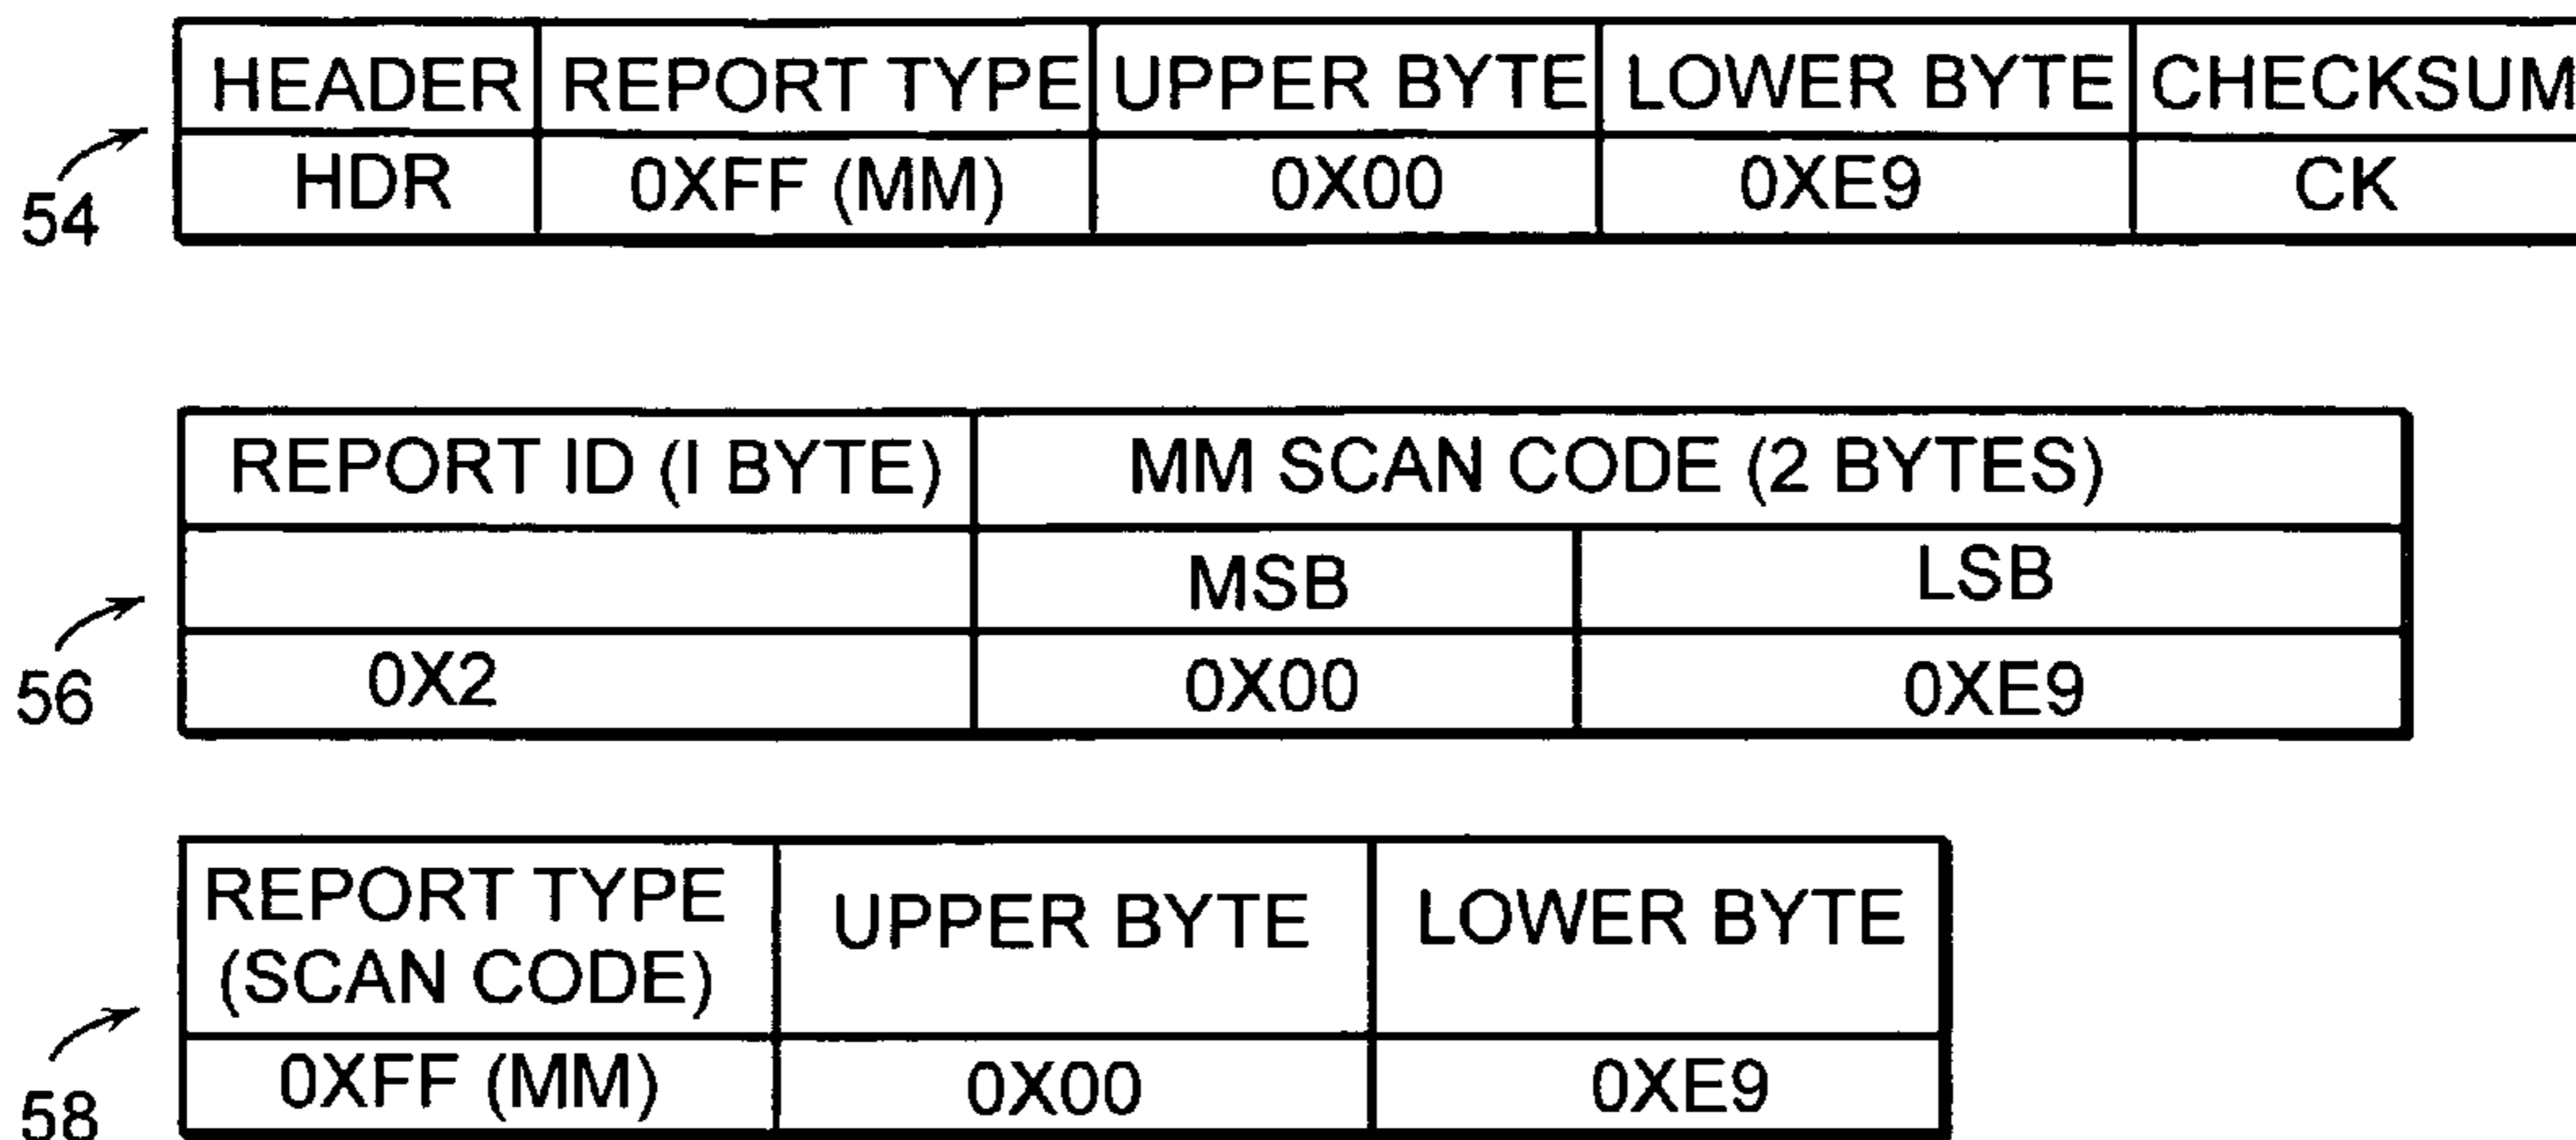 HEADER REPORT TYPE UPPER BYTE LOWER BYTE CHECKSUM
HDR 0XFF (MM) 0X00 0XE9 CK
54
REPORT ID (I BYTE) MM SCAN CODE (2 BYTES)
MSB LSB
0X2 0X00 0XE9
56
REPORT TYPE
(SCAN CODE) UPPER BYTE LOWER BYTE
0XFF (MM) 0X00 0XE9
58